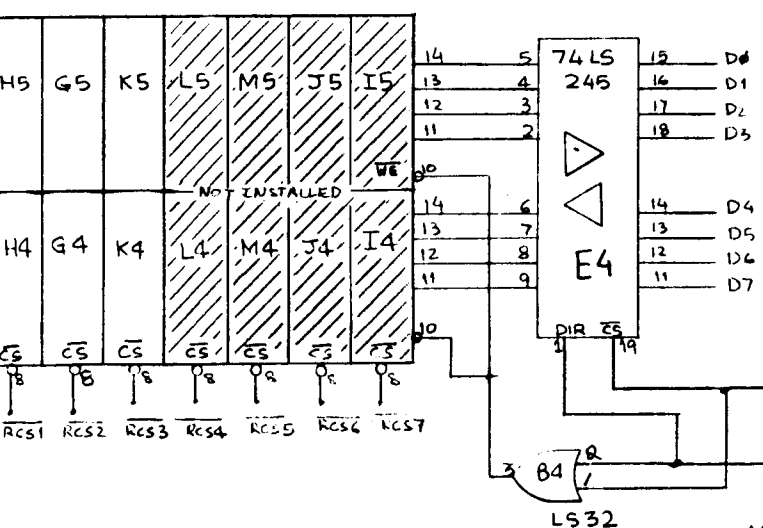 14 5 74LS 15 DØ
H5 G5 K5 L5 M5 J5 I5 13 4 245 16 D1
12 3 17 D2
11 2 18 D3
WE 10
NOT INSTALLED
14 6 14 D4
H4 G4 K4 L4 M4 J4 I4 13 7 13 D5
12 8 E4 12 D6
11 9 11 D7
10 DIR CS
1 19
CS CS CS CS CS CS CS
8 8 8 8 8 8 8
RCS1 RCS2 RCS3 RCS4 RCS5 RCS6 RCS7
3 B4 2
1
LS32